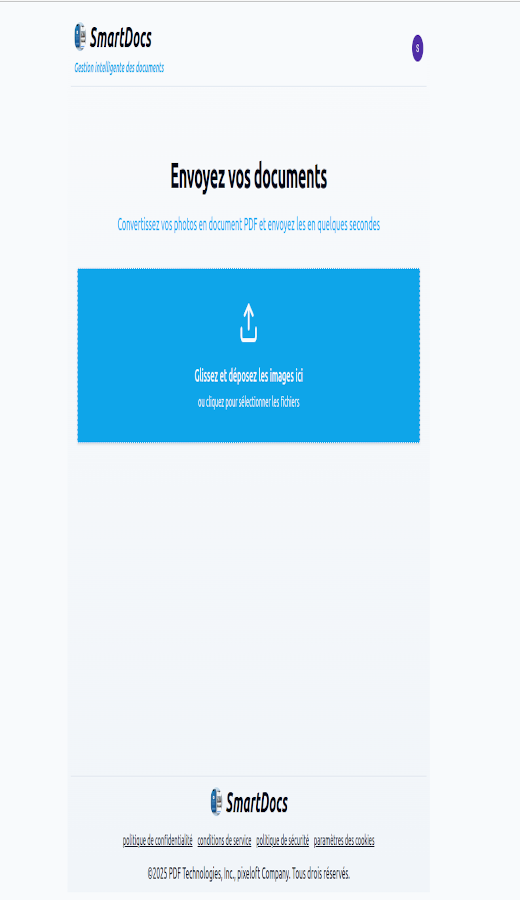 SmartDocs
Gestion intelligente des documents
S
Envoyez vos documents
Convertissez vos photos en document PDF et envoyez les en quelques secondes
Glissez et déposez les images ici
ou cliquez pour sélectionner les fichiers
SmartDocs
politique de confidentialité conditions de service politique de sécurité paramètres des cookies
©2025 PDF Technologies, Inc., pixeloft Company. Tous drois réservés.